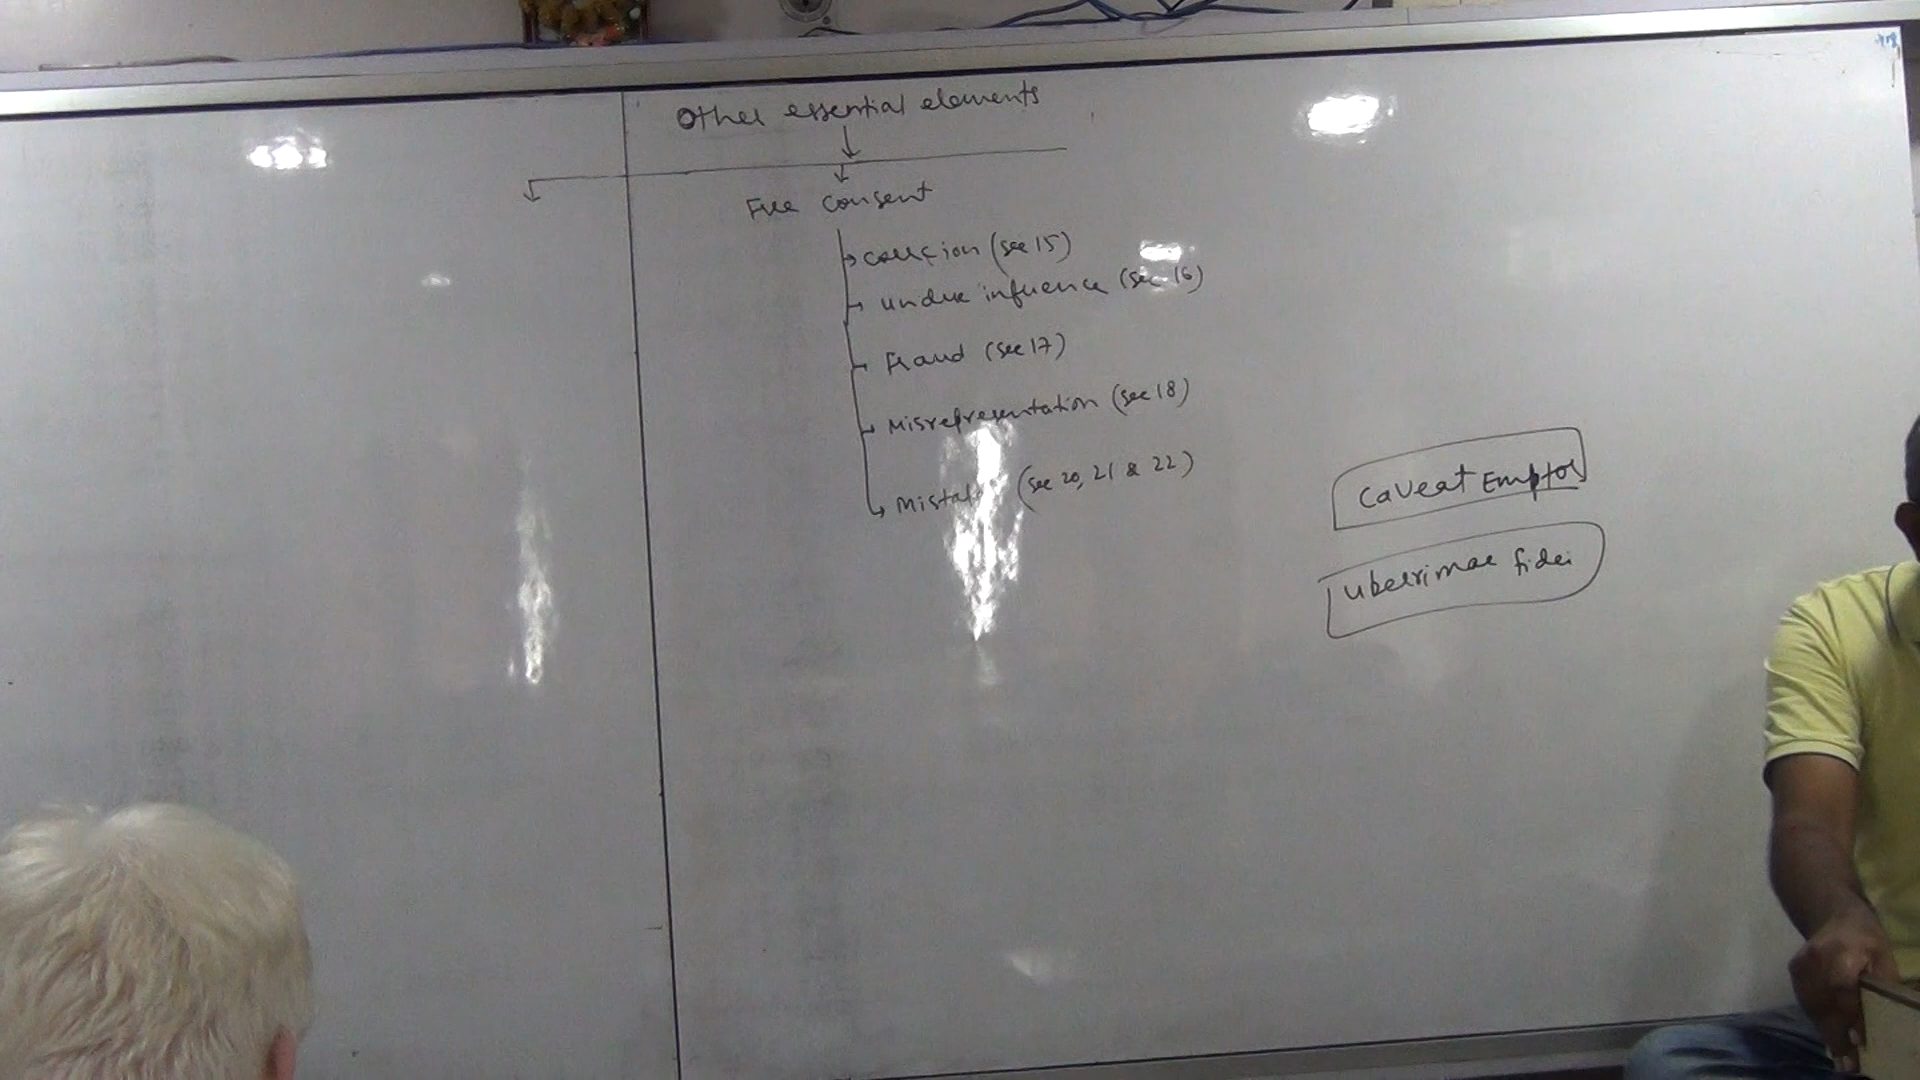 Other essential elements
Free consent
coercion (sec 15)
undue influence (sec 16)
Fraud (sec 17)
Misrepresentation (sec 18)
Mistake (sec 20, 21 & 22)
Caveat Emptor
uberrimae fidei